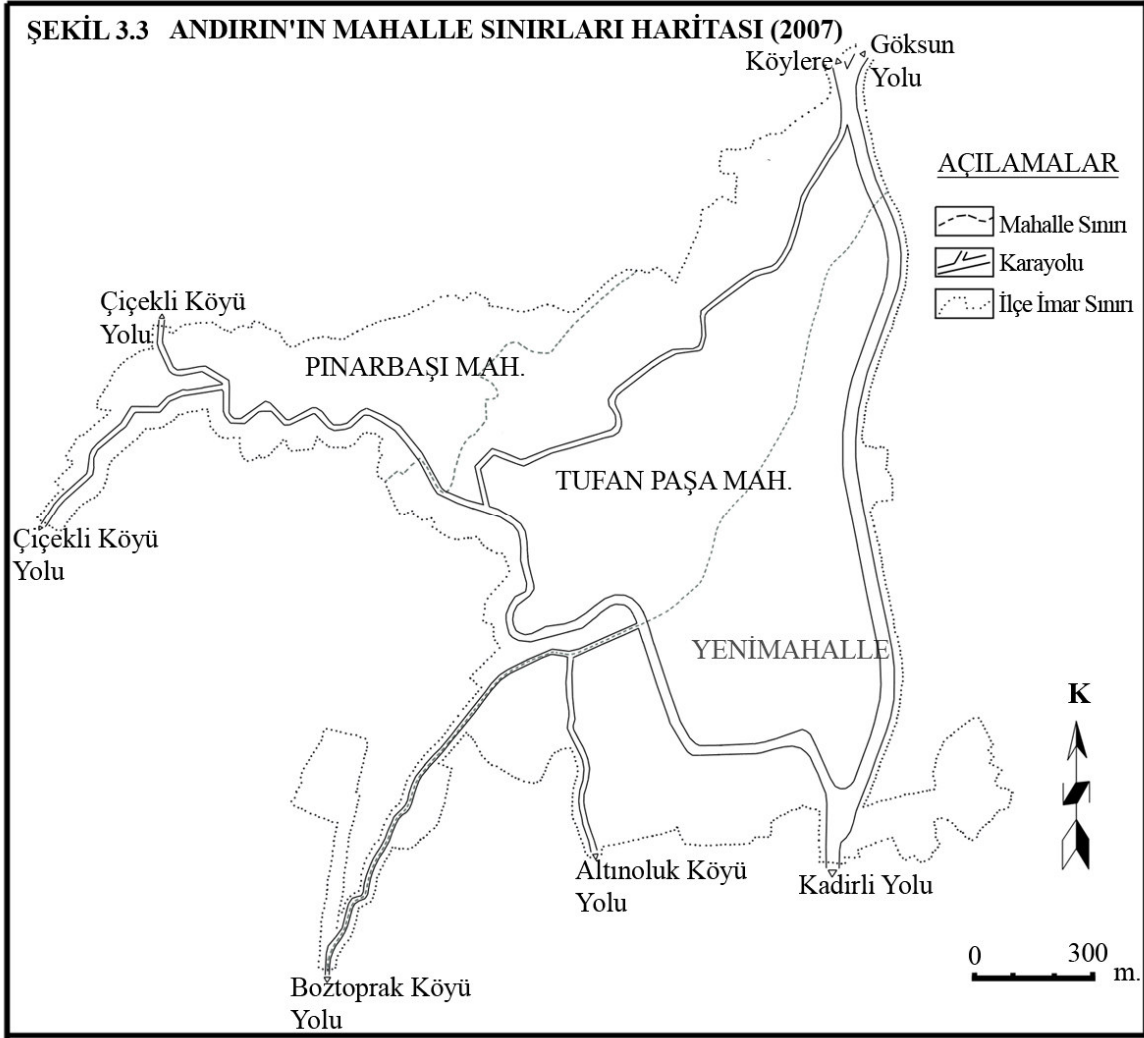 ŞEKİL 3.3 ANDIRIN'IN MAHALLE SINIRLARI HARİTASI (2007)
Köylere
Göksun
Yolu
AÇILAMALAR
Mahalle Sınırı
Karayolu
İlçe İmar Sınırı
Çiçekli Köyü
Yolu
PINARBAŞI MAH.
TUFAN PAŞA MAH.
Çiçekli Köyü
Yolu
YENİMAHALLE
K
Altınoluk Köyü
Yolu
Kadirli Yolu
Boztoprak Köyü
Yolu
0 300 m.